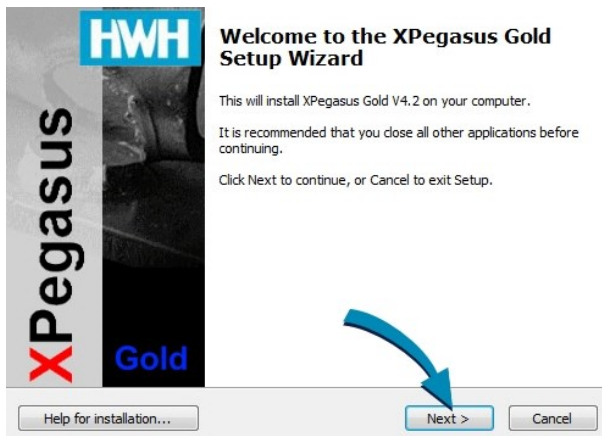 HWH
XPegasus
Gold
Welcome to the XPegasus Gold
Setup Wizard
This will install XPegasus Gold V4.2 on your computer.
It is recommended that you close all other applications before
continuing.
Click Next to continue, or Cancel to exit Setup.
Help for installation...
Next >
Cancel